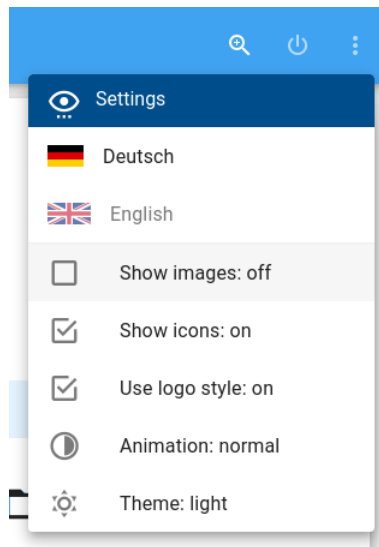 Settings
Deutsch
English
Show images: off
Show icons: on
Use logo style: on
Animation: normal
Theme: light